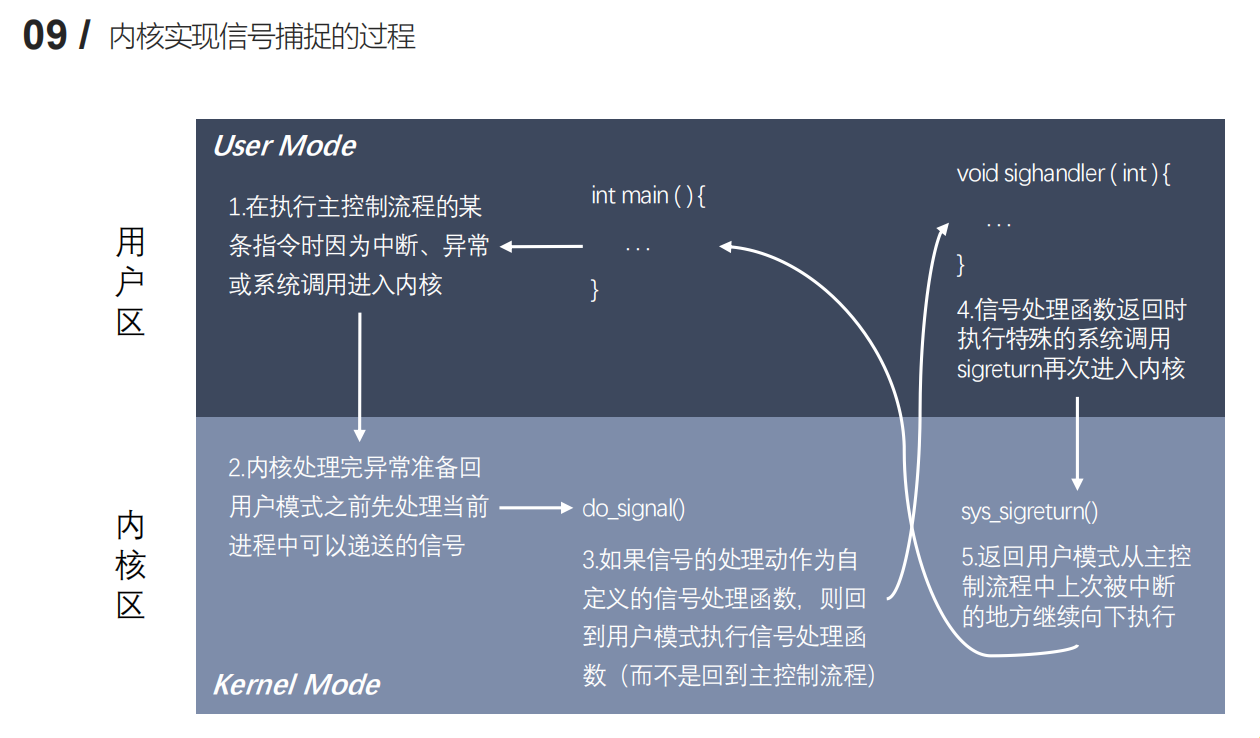 09 / 内核实现信号捕捉的过程
User Mode
用
户
区
1.在执行主控制流程的某
条指令时因为中断、异常
或系统调用进入内核
int main ( ) {
. . .
}
void sighandler ( int ) {
. . .
}
4.信号处理函数返回时
执行特殊的系统调用
sigreturn再次进入内核
内
核
区
2.内核处理完异常准备回
用户模式之前先处理当前
进程中可以递送的信号
do_signal()
3.如果信号的处理动作为自
定义的信号处理函数，则回
到用户模式执行信号处理函
数（而不是回到主控制流程）
sys_sigreturn()
5.返回用户模式从主控
制流程中上次被中断
的地方继续向下执行
Kernel Mode